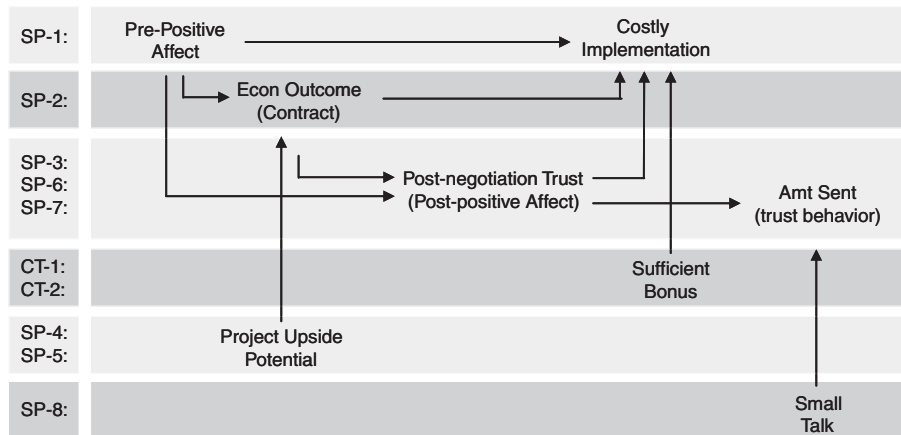 SP-1:
Pre-Positive
Affect
Costly
Implementation
SP-2:
Econ Outcome
(Contract)
SP-3:
SP-6:
SP-7:
Post-negotiation Trust
(Post-positive Affect)
Amt Sent
(trust behavior)
CT-1:
CT-2:
Sufficient
Bonus
SP-4:
SP-5:
Project Upside
Potential
SP-8:
Small
Talk